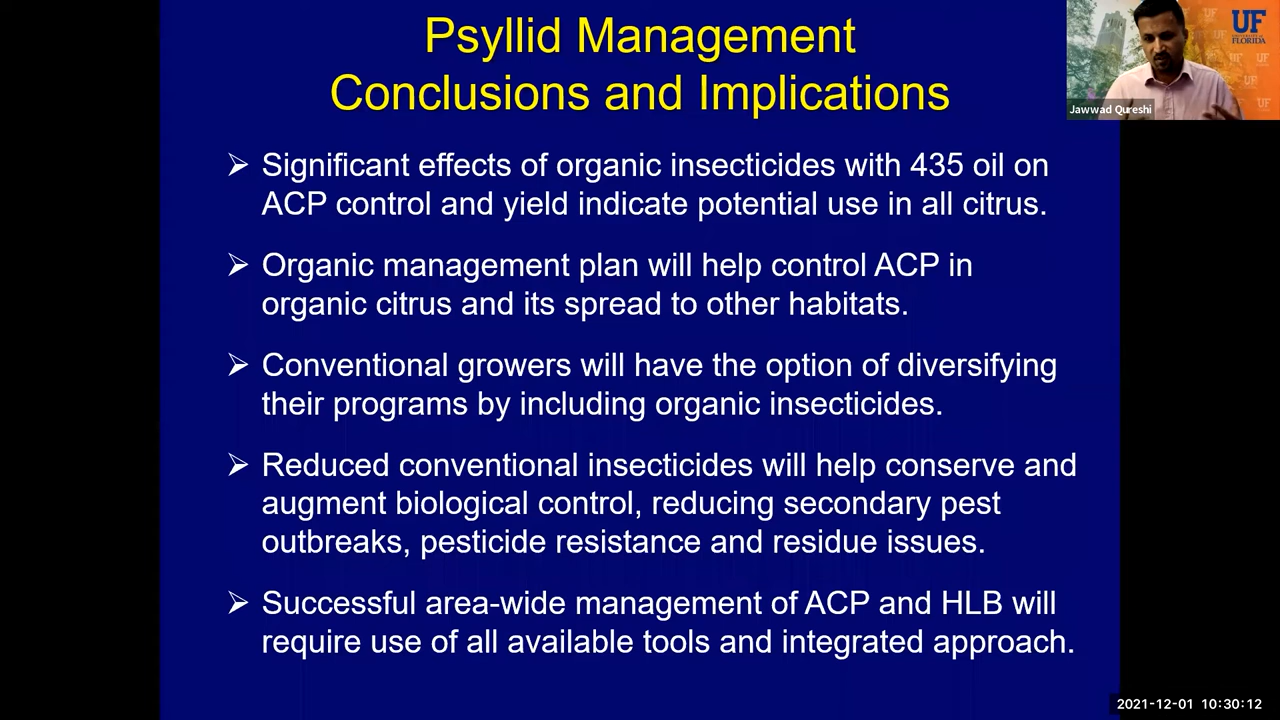 Psyllid Management
Conclusions and Implications
UF
UNIVERSITY of
FLORIDA
Jawwad Qureshi
➢ Significant effects of organic insecticides with 435 oil on
ACP control and yield indicate potential use in all citrus.
➢ Organic management plan will help control ACP in
organic citrus and its spread to other habitats.
➢ Conventional growers will have the option of diversifying
their programs by including organic insecticides.
➢ Reduced conventional insecticides will help conserve and
augment biological control, reducing secondary pest
outbreaks, pesticide resistance and residue issues.
➢ Successful area-wide management of ACP and HLB will
require use of all available tools and integrated approach.
2021-12-01 10:30:12